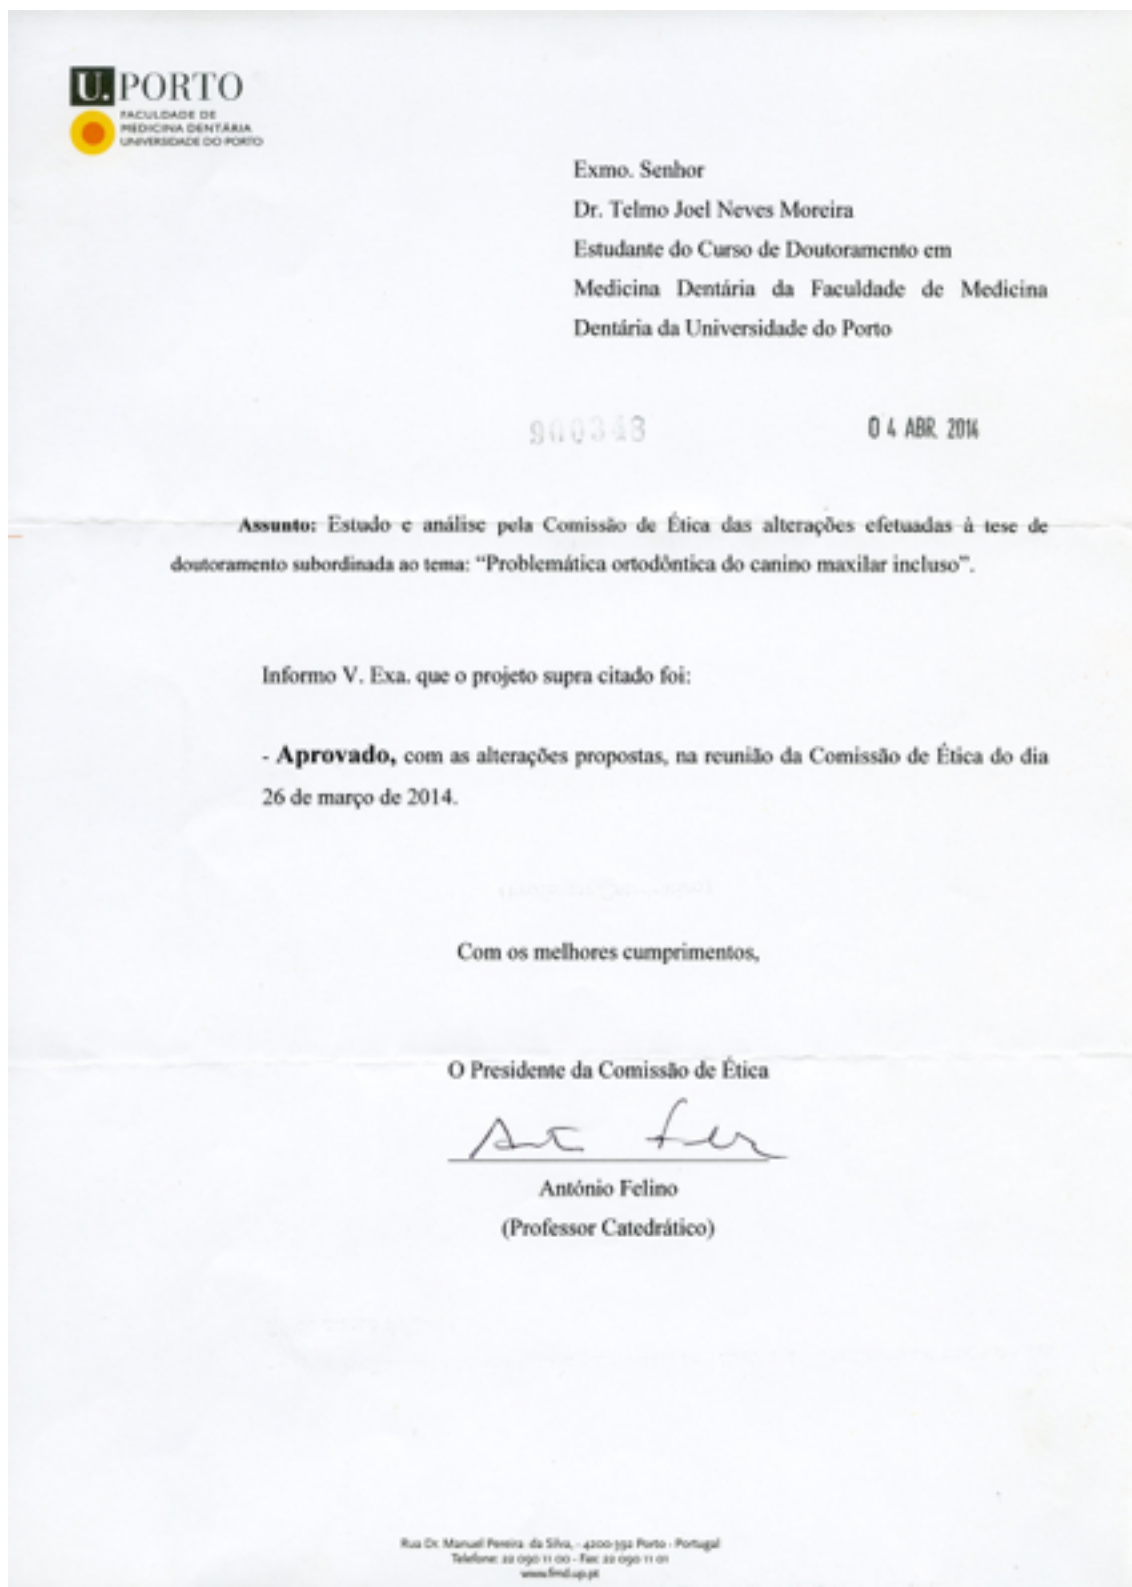 U. PORTO
FACULDADE DE
MEDICINA DENTÁRIA
UNIVERSIDADE DO PORTO
Exmo. Senhor
Dr. Telmo Joel Neves Moreira
Estudante do Curso de Doutoramento em
Medicina Dentária da Faculdade de Medicina
Dentária da Universidade do Porto
900348
04 ABR. 2014
Assunto: Estudo e análise pela Comissão de Ética das alterações efetuadas à tese de
doutoramento subordinada ao tema: “Problemática ortodôntica do canino maxilar incluso”.
Informo V. Exa. que o projeto supra citado foi:
- Aprovado, com as alterações propostas, na reunião da Comissão de Ética do dia
26 de março de 2014.
Com os melhores cumprimentos,
O Presidente da Comissão de Ética
António Felino
(Professor Catedrático)
Rua Dr. Manuel Pereira da Silva, - 4200-392 Porto - Portugal
Telefone: 22 090 11 00 - Fax: 22 090 11 01
www.fmd.up.pt